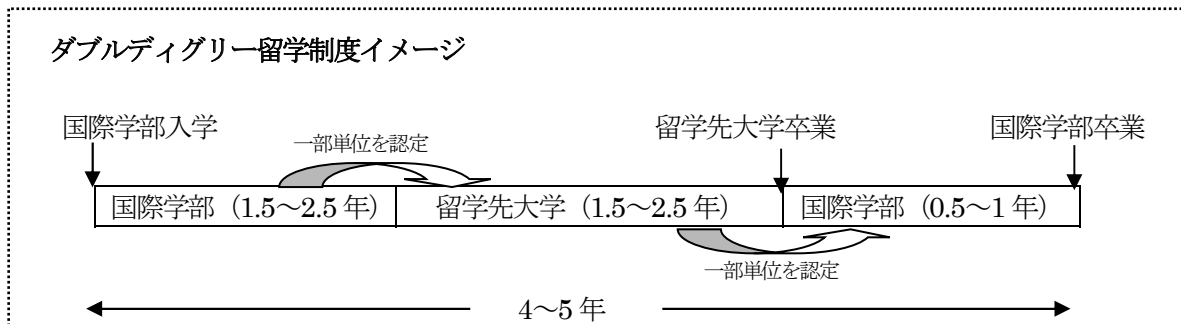 ダブルディグリー留学制度イメージ
国際学部入学
一部単位を認定
留学先大学卒業
国際学部卒業
国際学部（1.5～2.5 年）
留学先大学（1.5～2.5 年）
国際学部（0.5～1 年）
一部単位を認定
4～5 年